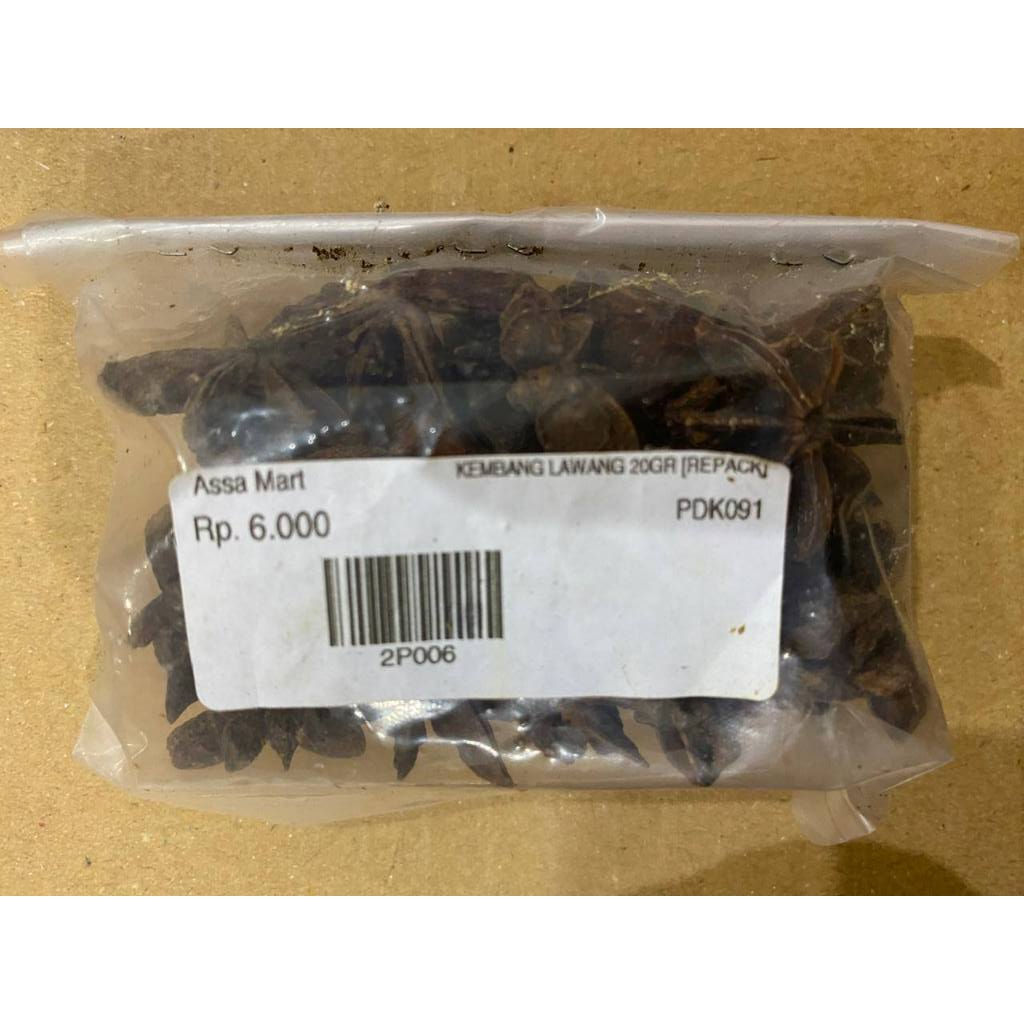 Assa Mart
KEMBANG LAWANG 20GR [REPACK]
Rp. 6.000
PDK091
2P006